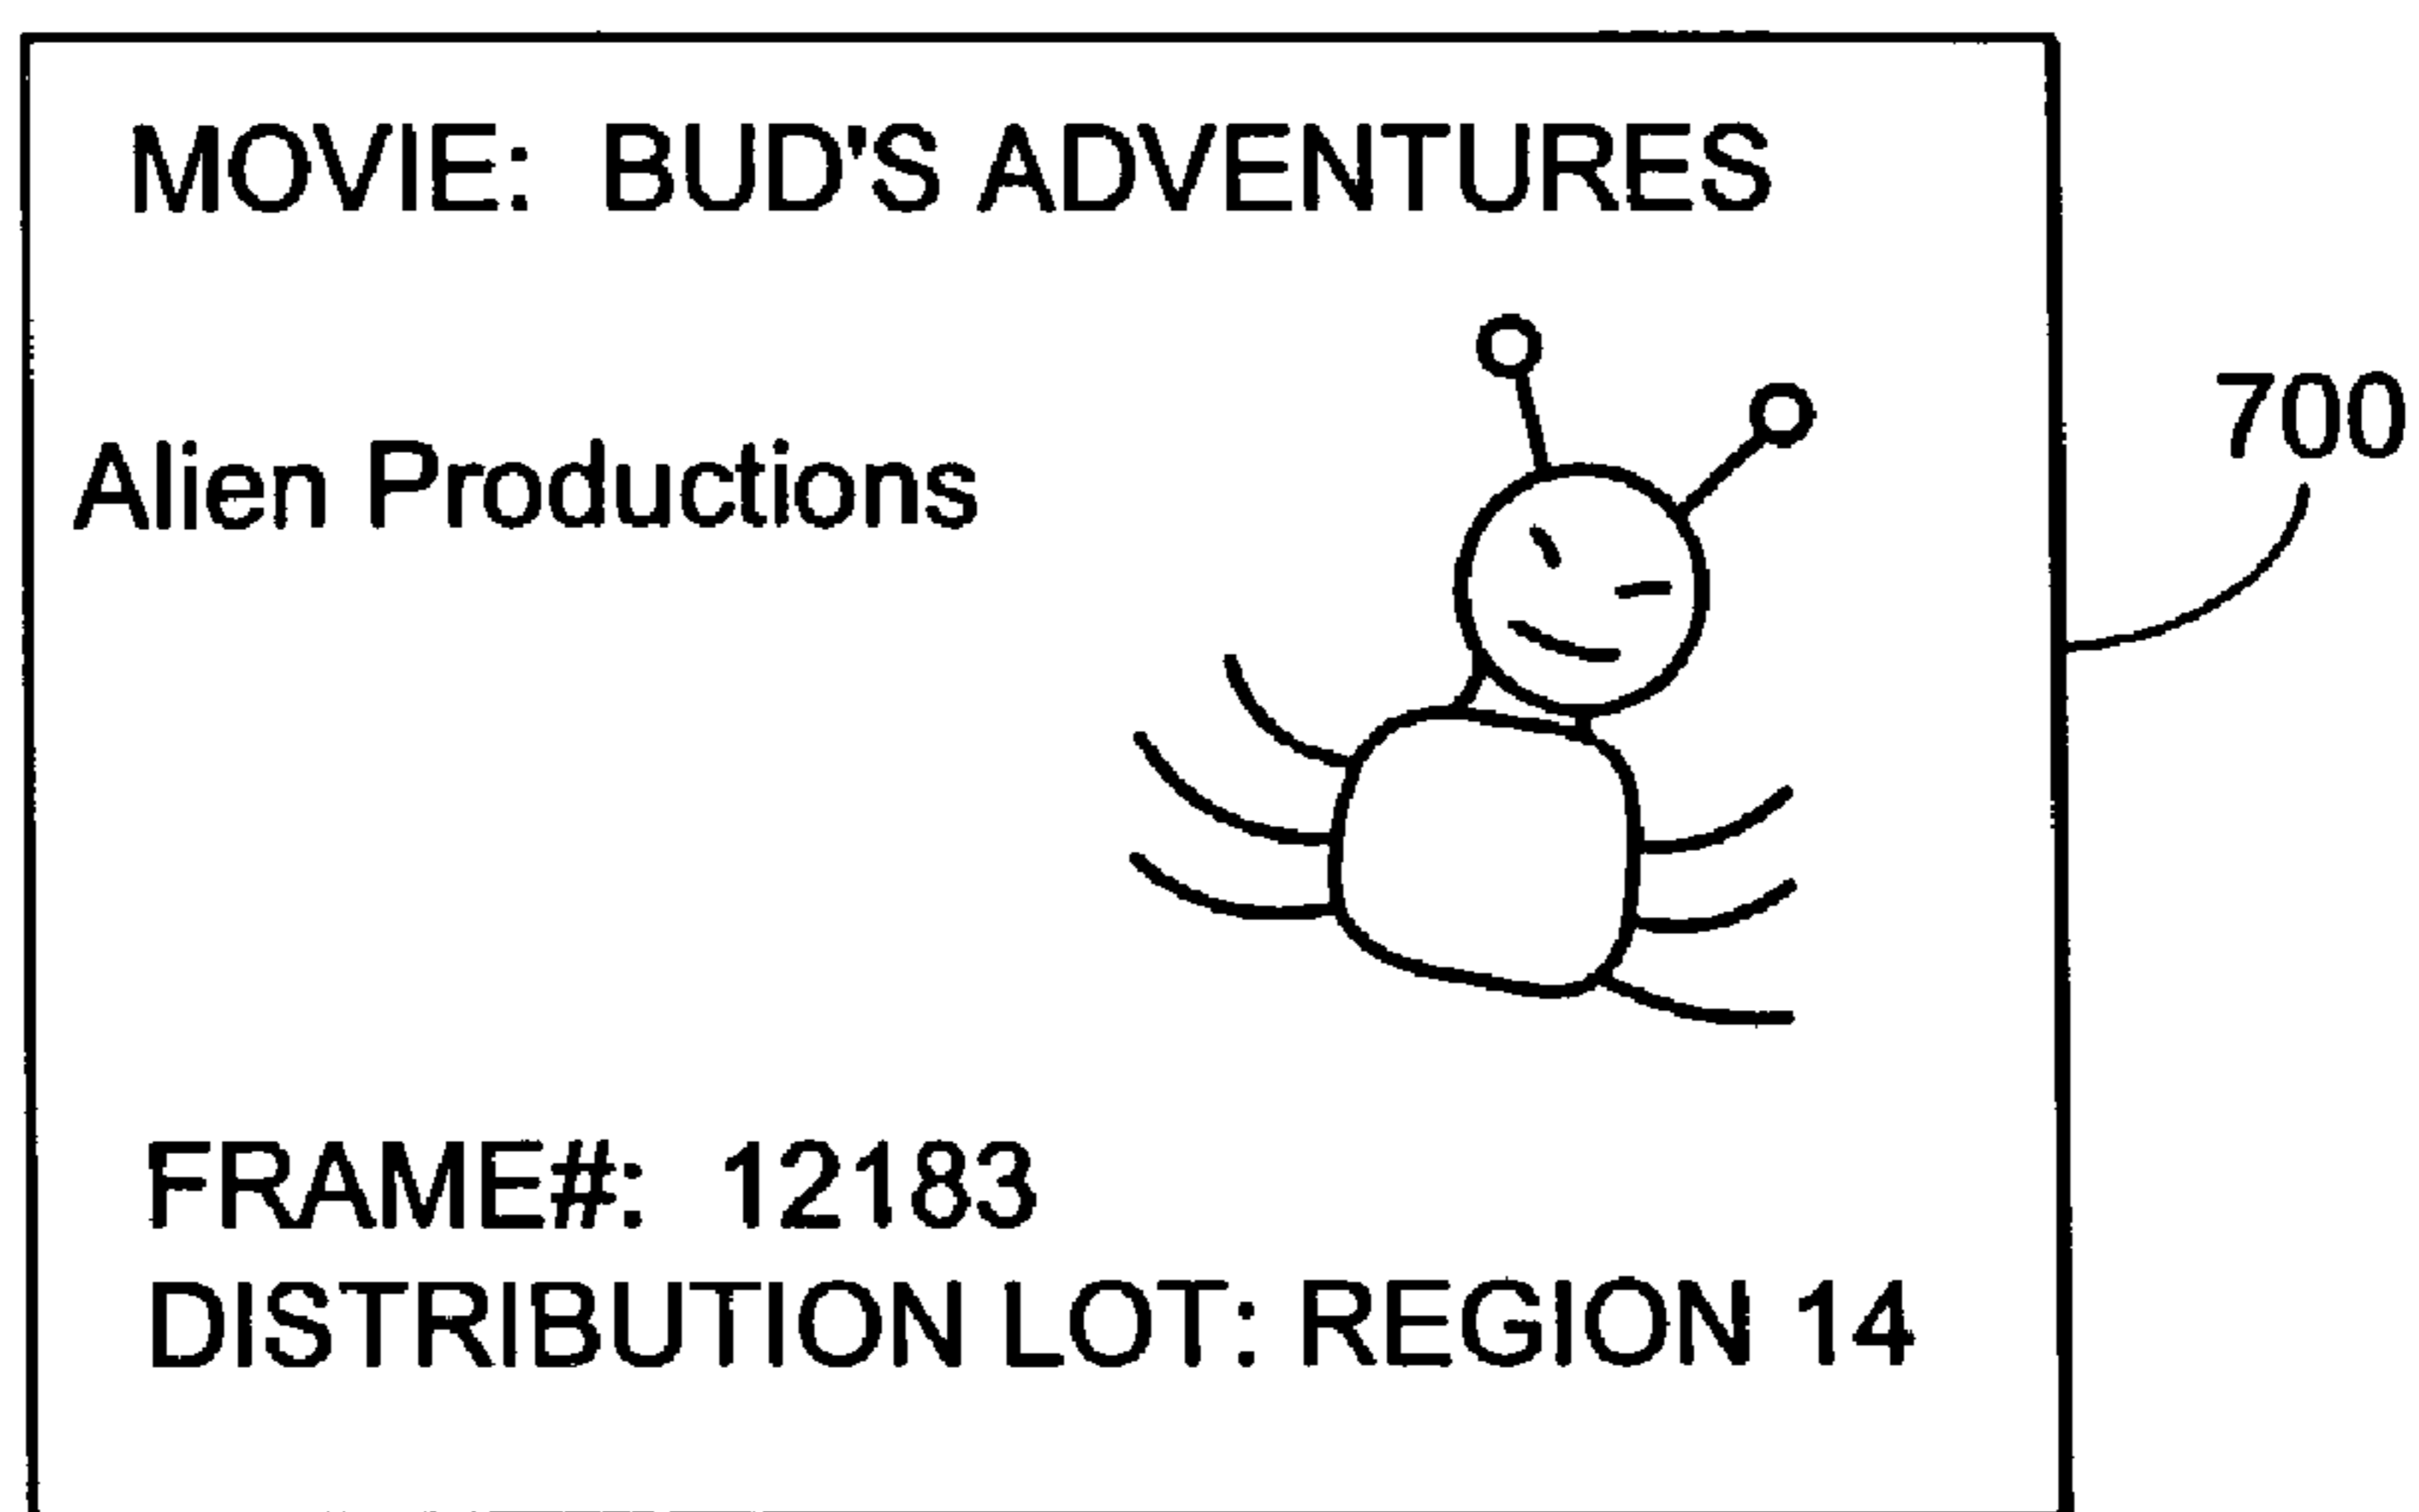 MOVIE: BUD'S ADVENTURES
700
Alien Productions
FRAME#: 12183
DISTRIBUTION LOT: REGION 14